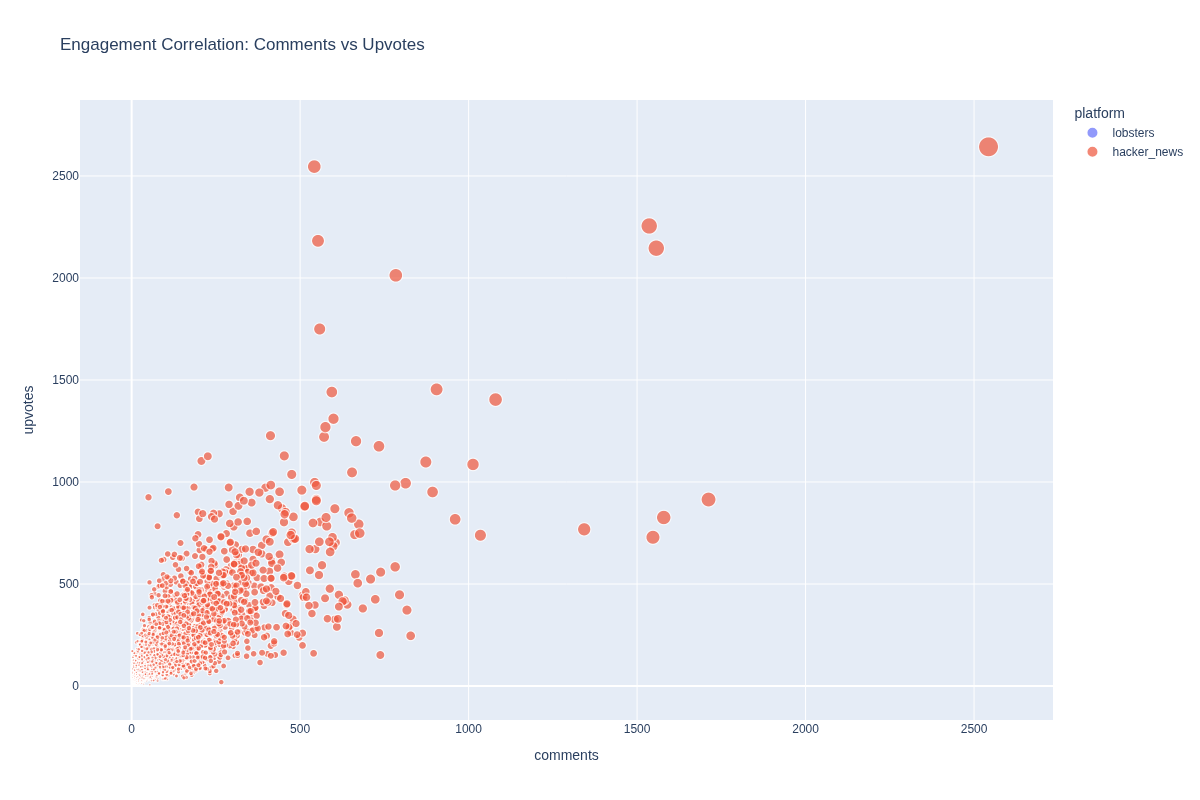 Engagement Correlation: Comments vs Upvotes
platform
lobsters
hacker_news
2500
2000
1500
1000
500
0
upvotes
0
500
1000
1500
2000
2500
comments